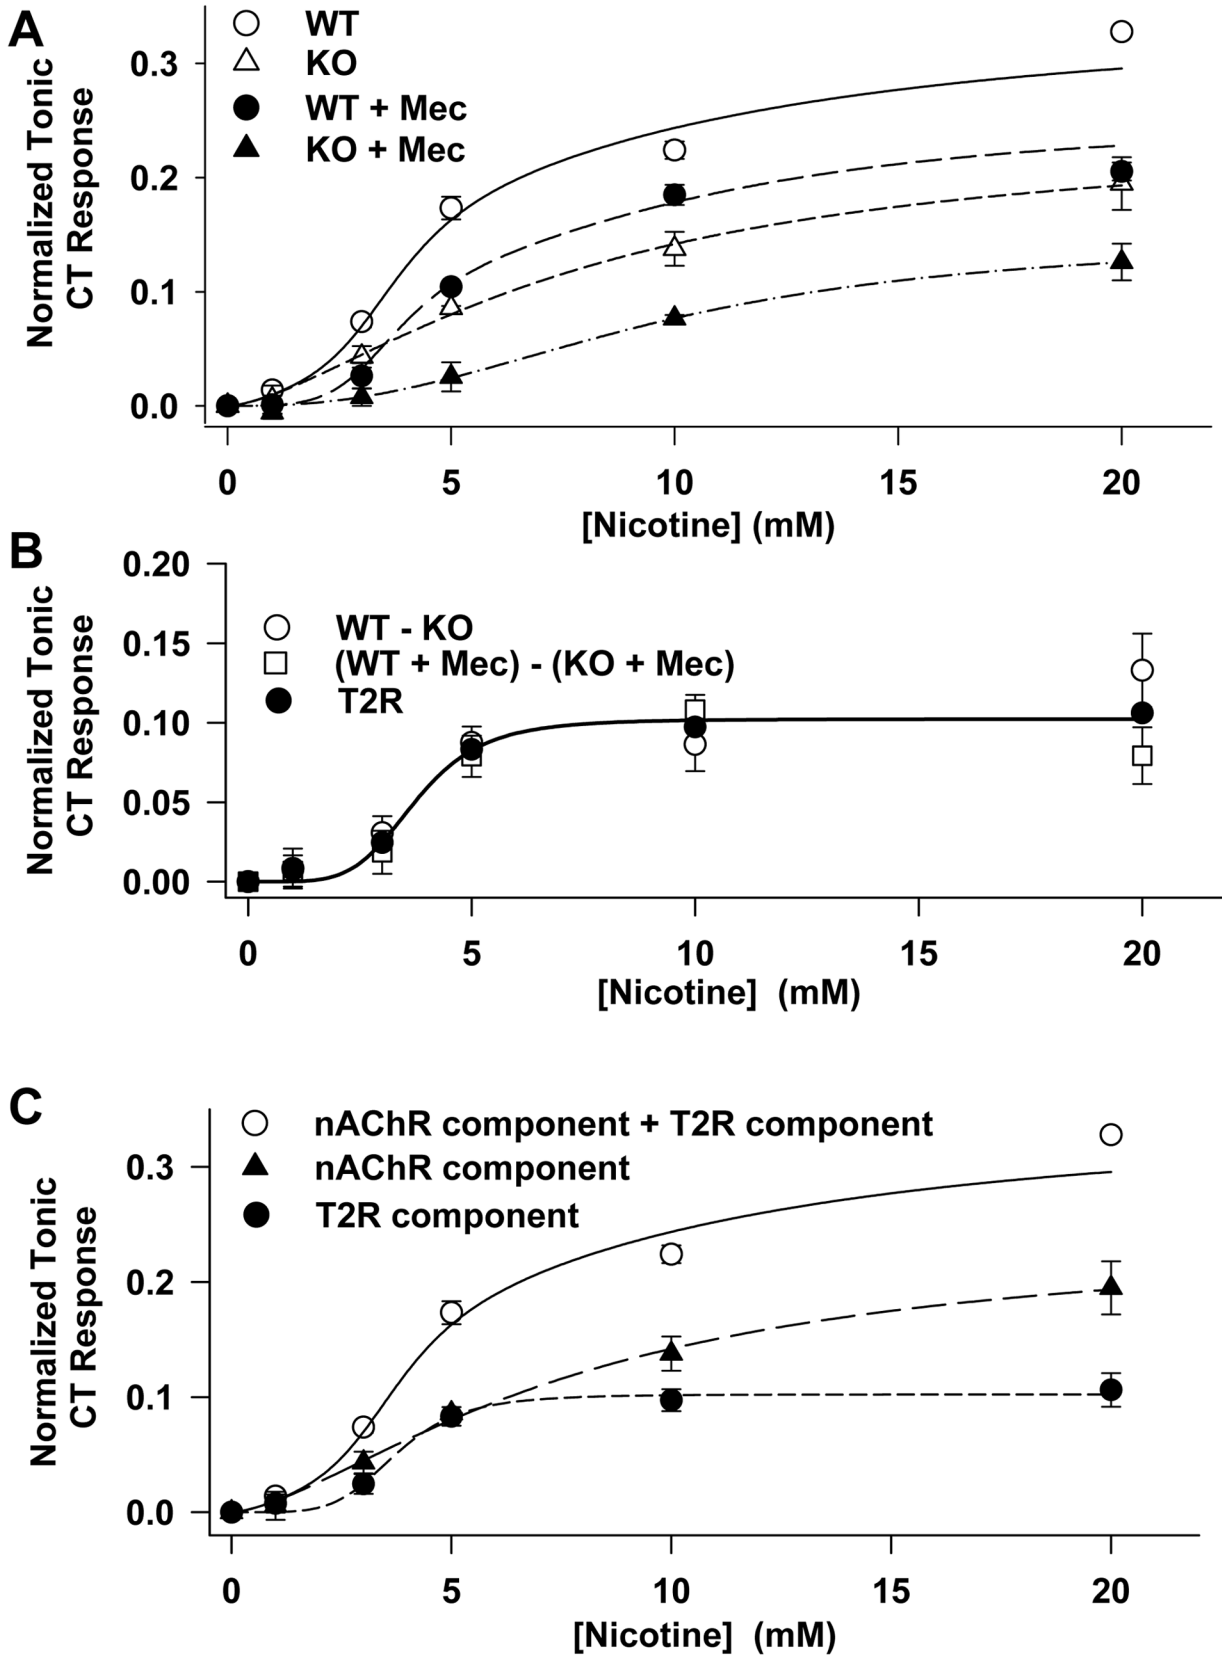 A
Normalized Tonic
CT Response
WT
KO
WT + Mec
KO + Mec
0.3
0.2
0.1
0.0
0 5 10 15 20
[Nicotine] (mM)
B
Normalized Tonic
CT Response
0.20
0.15
0.10
0.05
0.00
WT - KO
(WT + Mec) - (KO + Mec)
T2R
0 5 10 15 20
[Nicotine] (mM)
C
Normalized Tonic
CT Response
nAChR component + T2R component
nAChR component
T2R component
0.3
0.2
0.1
0.0
0 5 10 15 20
[Nicotine] (mM)